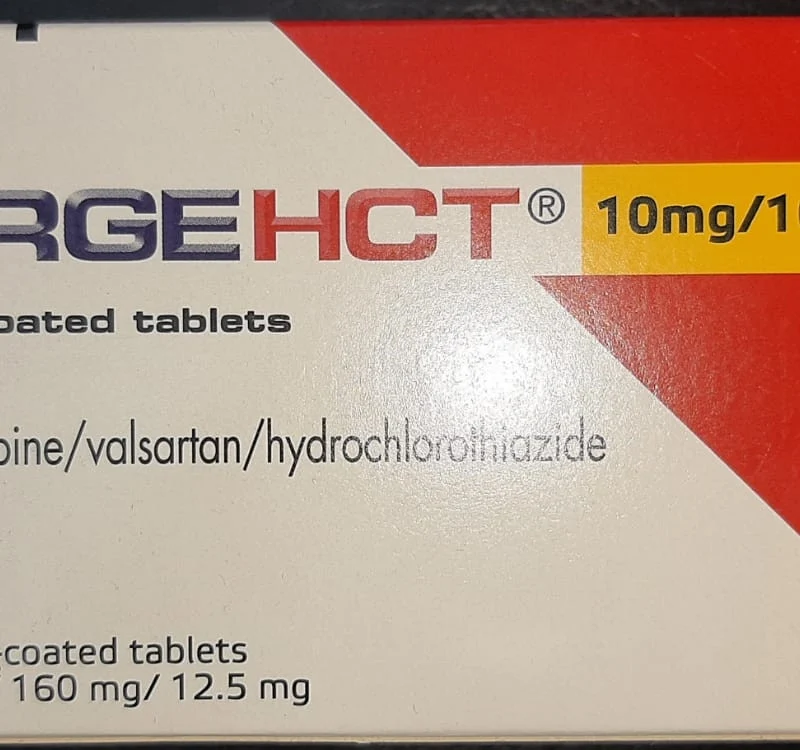 RGEHCT® 10mg/1
oated tablets
pine/valsartan/hydrochlorothiazide
-coated tablets
160 mg/ 12.5 mg